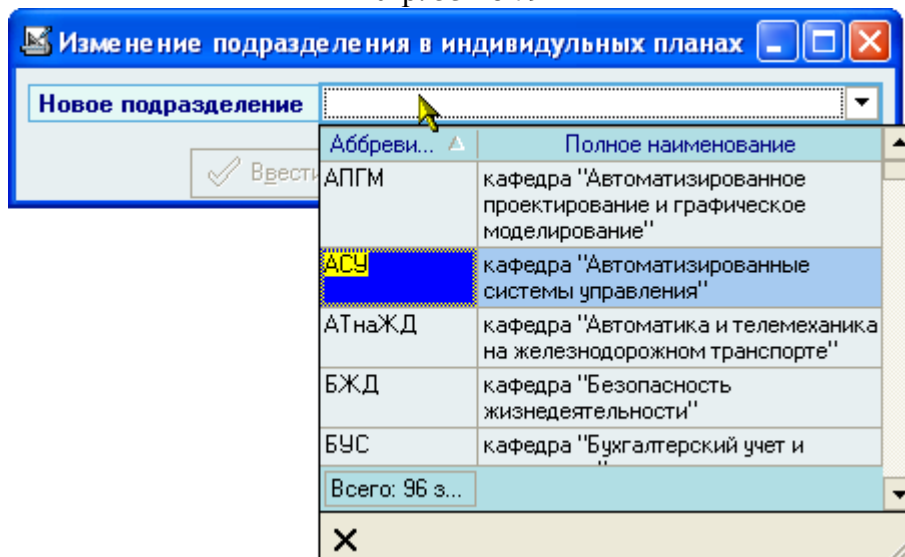 Изменение подразделения в индивидульных планах
Новое подразделение
Ввести
Аббреви...
Полное наименование
АПГМ
кафедра "Автоматизированное
проектирование и графическое
моделирование"
АСУ
кафедра "Автоматизированные
системы управления"
АТнаЖД
кафедра "Автоматика и телемеханика
на железнодорожном транспорте"
БЖД
кафедра "Безопасность
жизнедеятельности"
БУС
кафедра "Бухгалтерский учет и
Всего: 96 з...